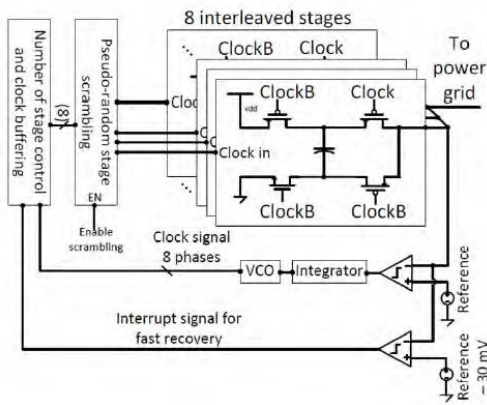 8 interleaved stages
To
power
grid
Number of stage control
and clock buffering
(8)
Pseudo-random stage
scrambling
EN
Enable
scrambling
ClockB
Clock
Cloc
C
C
Clock in
ClockB
Clock
vdd
ClockB
ClockB
Clock signal
8 phases
VCO
Integrator
Reference
Interrupt signal for
fast recovery
Reference
– 30 mV